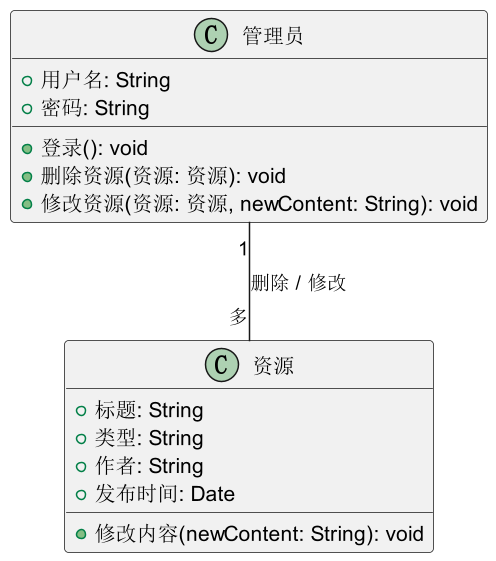 C 管理员
用户名: String
密码: String
登录(): void
删除资源(资源: 资源): void
修改资源(资源: 资源, newContent: String): void
1
删除 / 修改
多
C 资源
标题: String
类型: String
作者: String
发布时间: Date
修改内容(newContent: String): void